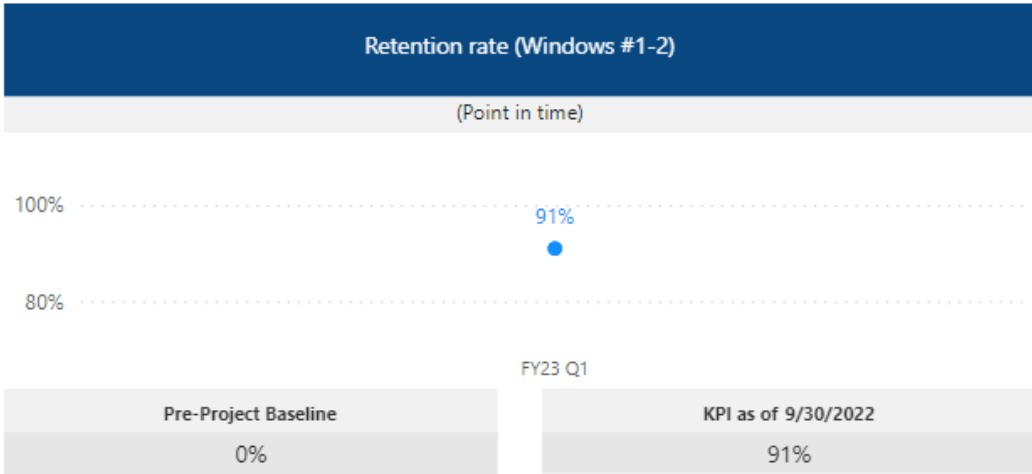 Retention rate (Windows #1-2)
(Point in time)
100%
91%
80%
FY23 Q1
Pre-Project Baseline
KPI as of 9/30/2022
0%
91%